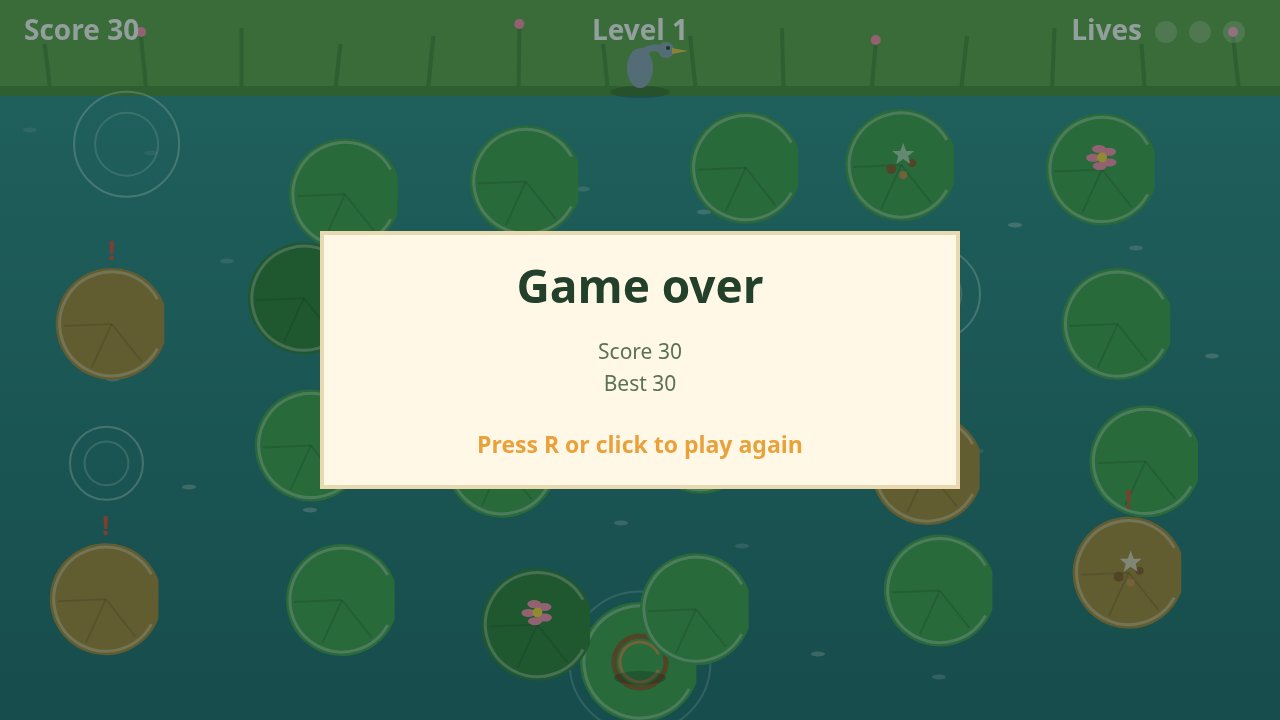 Score 30
Level 1
Lives
!
Game over
Score 30
Best 30
Press R or click to play again
!
!